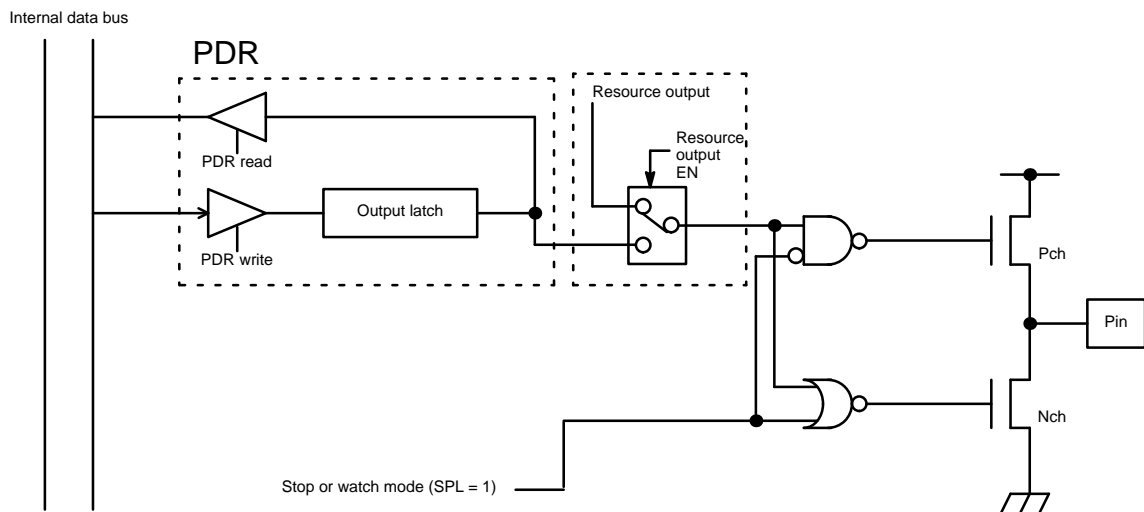 Internal data bus
PDR
Resource output
Resource
output
EN
PDR read
Output latch
PDR write
Pch
Pin
Nch
Stop or watch mode (SPL = 1)